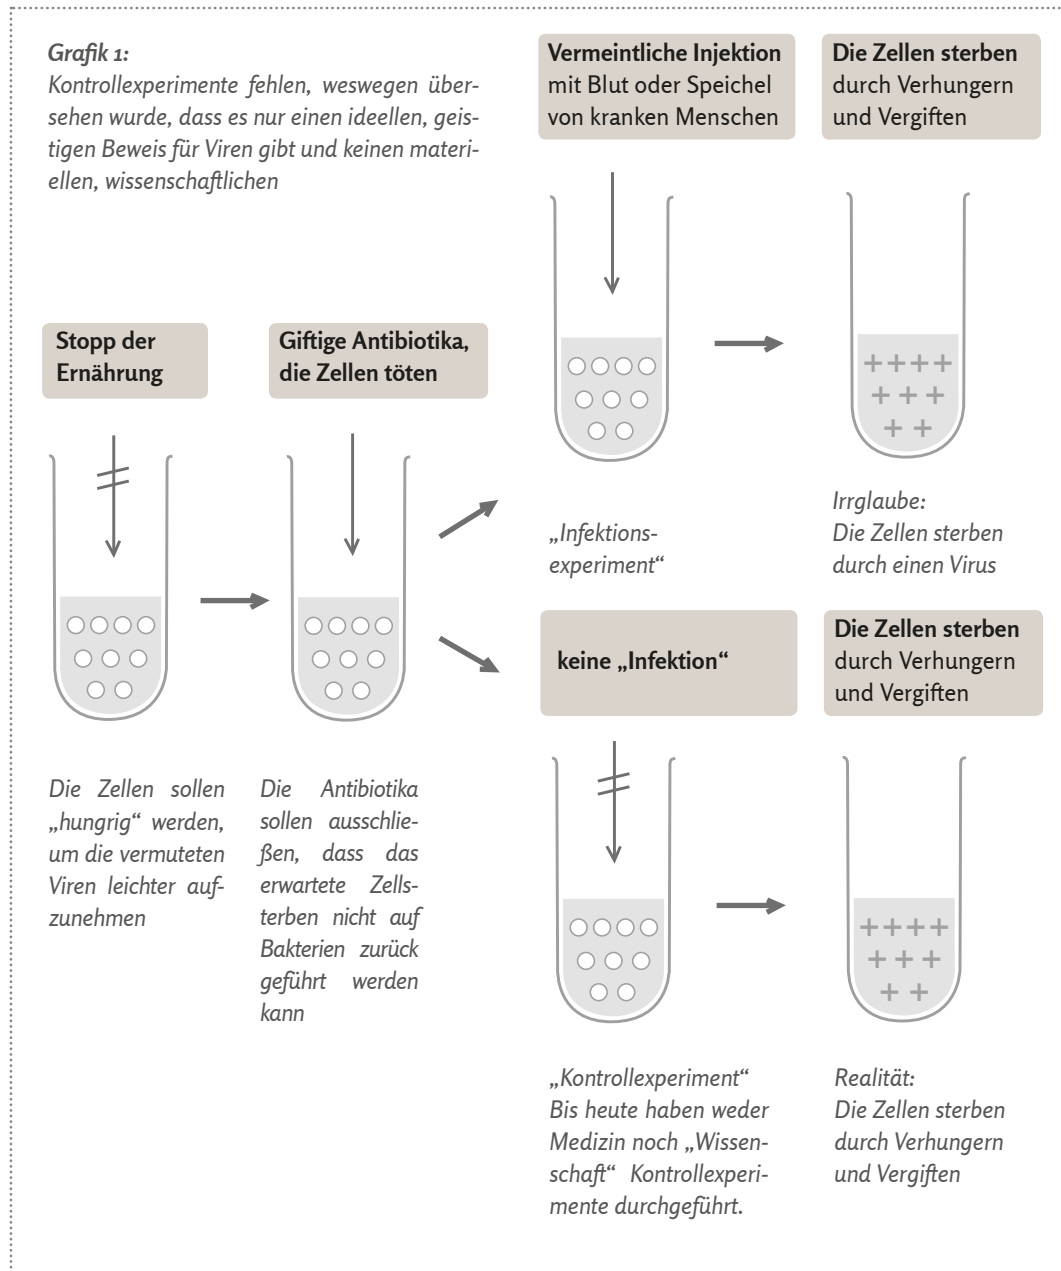 Grafik 1:
Kontrollexperimente fehlen, weswegen über-
sehen wurde, dass es nur einen ideellen, geis-
tigen Beweis für Viren gibt und keinen materi-
ellen, wissenschaftlichen
Vermeintliche Injektion
mit Blut oder Speichel
von kranken Menschen
Die Zellen sterben
durch Verhungern
und Vergiften
Stopp der
Ernährung
Giftige Antibiotika,
die Zellen töten
„Infektions-
experiment“
Irrglaube:
Die Zellen sterben
durch einen Virus
keine „Infektion“
Die Zellen sterben
durch Verhungern
und Vergiften
Die Zellen sollen
„hungrig“ werden,
um die vermuteten
Viren leichter auf-
zunehmen
Die Antibiotika
sollen ausschlie-
ßen, dass das
erwartete Zells-
terben nicht auf
Bakterien zurück
geführt werden
kann
„Kontrollexperiment“
Bis heute haben weder
Medizin noch „Wissen-
schaft“ Kontrollexperi-
mente durchgeführt.
Realität:
Die Zellen sterben
durch Verhungern
und Vergiften